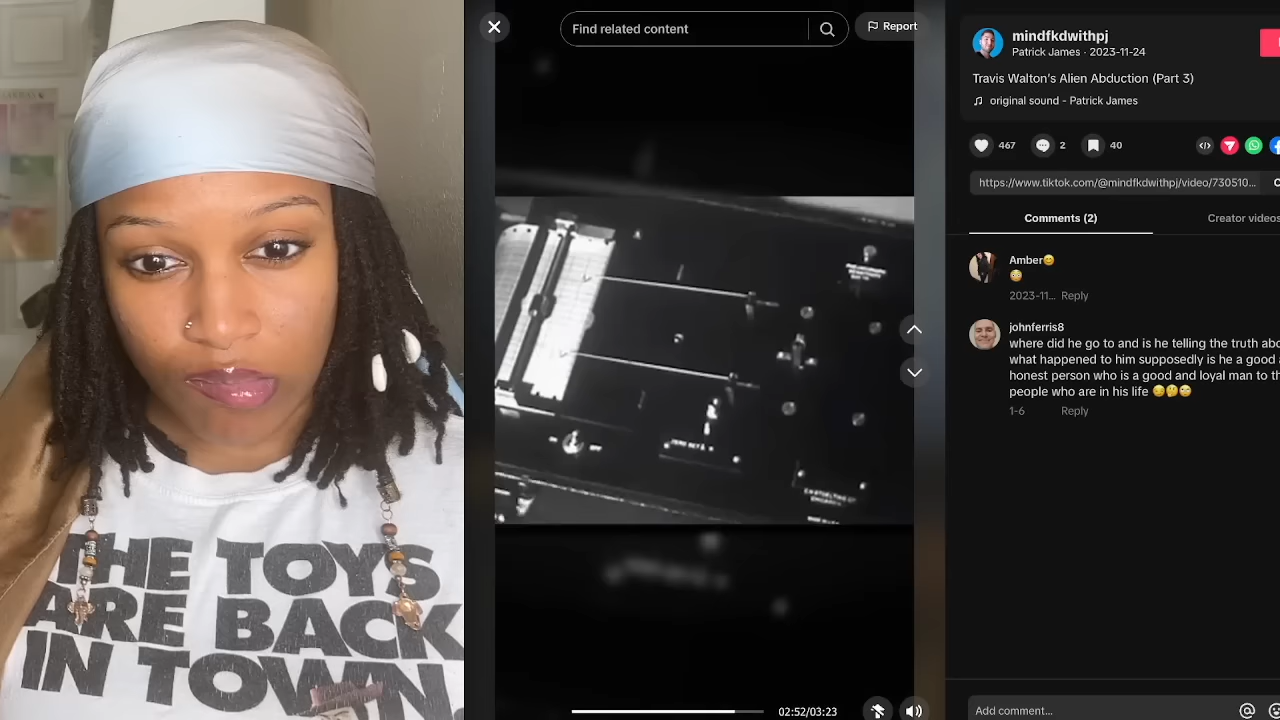 THE TOYS
ARE BACK
IN TOWN.
Find related content
Report
ON
OFF
02:52/03:23
mindfkdwithpj
Patrick James · 2023-11-24
Travis Walton's Alien Abduction (Part 3)
original sound - Patrick James
467
2
40
https://www.tiktok.com/@mindfkdwithpj/video/730510...
Comments (2)
Creator video
Amber
2023-11... Reply
johnferris8
where did he go to and is he telling the truth abo
what happened to him supposedly is he a good
honest person who is a good and loyal man to th
people who are in his life
1-6 Reply
Add comment...